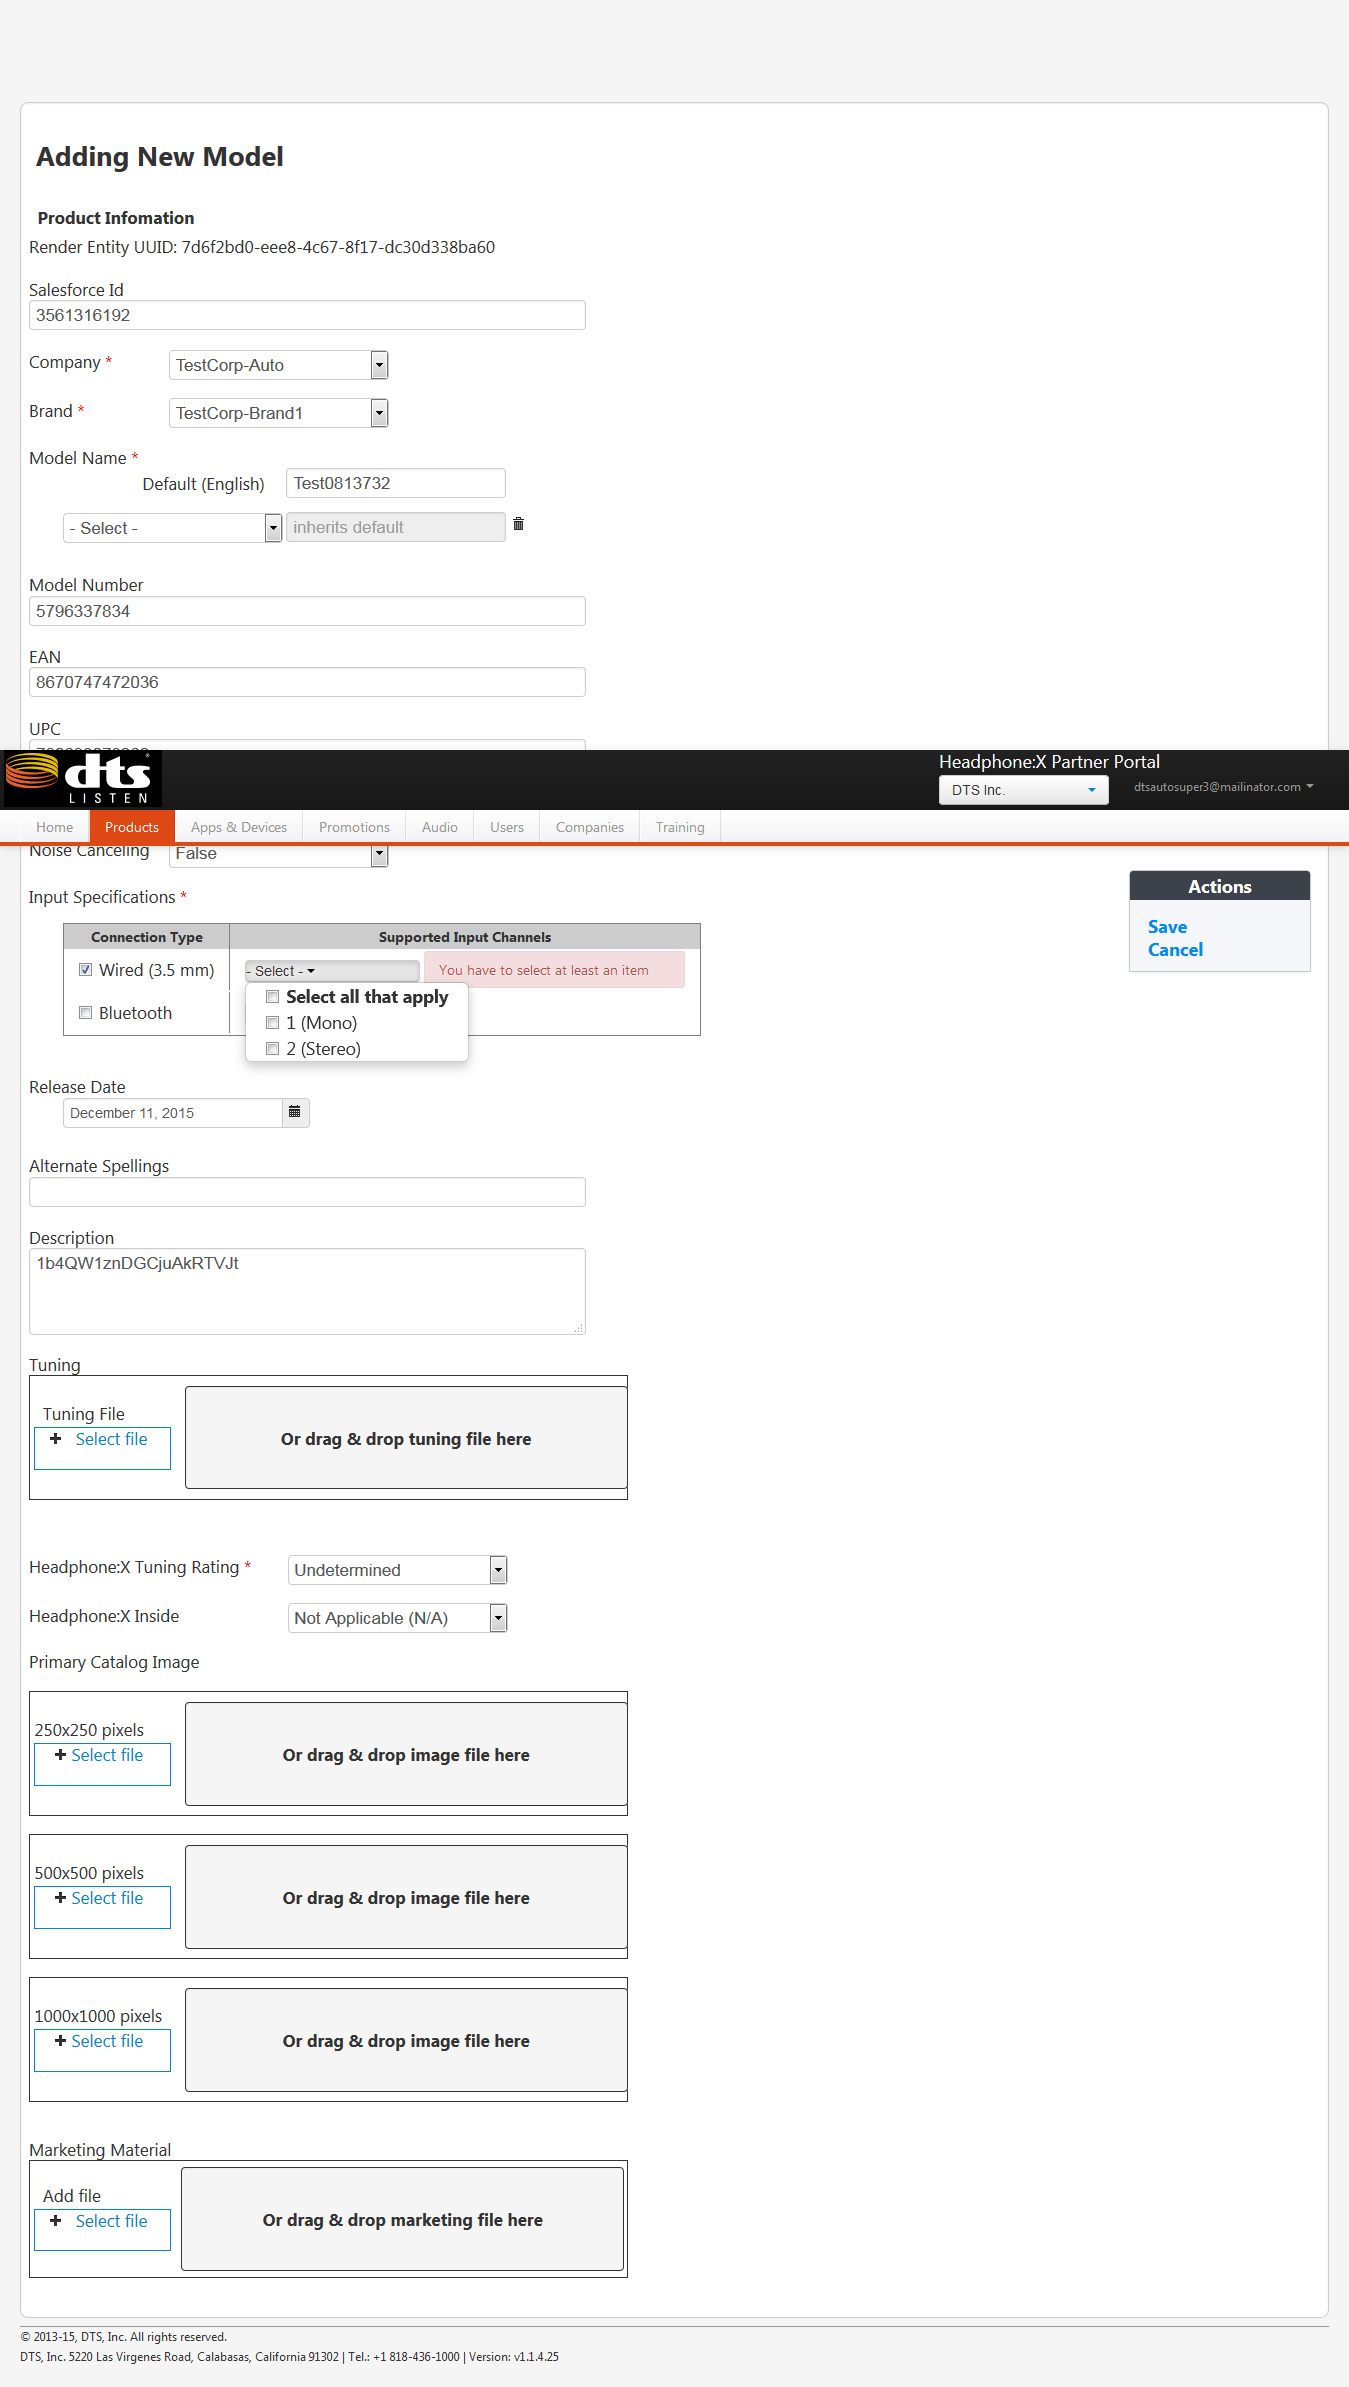 Adding New Model
Product Infomation
Render Entity UUID: 7d6f2bd0-eee8-4c67-8f17-dc30d338ba60
Salesforce Id
3561316192
Company * TestCorp-Auto
Brand * TestCorp-Brand1
Model Name *
Default (English) Test0813732
- Select - inherits default
Model Number
5796337834
EAN
8670747472036
UPC
dts
LISTEN
Headphone:X Partner Portal
DTS Inc. dtsautosuper3@mailinator.com
Home Products Apps & Devices Promotions Audio Users Companies Training
Noise Canceling False
Input Specifications *
Connection Type Supported Input Channels
Wired (3.5 mm) - Select - You have to select at least an item
Select all that apply
Bluetooth
1 (Mono)
2 (Stereo)
Actions
Save
Cancel
Release Date
December 11, 2015
Alternate Spellings
Description
1b4QW1znDGCjuAkRTVJt
Tuning
Tuning File
Select file
Or drag & drop tuning file here
Headphone:X Tuning Rating * Undetermined
Headphone:X Inside Not Applicable (N/A)
Primary Catalog Image
250x250 pixels
Select file
Or drag & drop image file here
500x500 pixels
Select file
Or drag & drop image file here
1000x1000 pixels
Select file
Or drag & drop image file here
Marketing Material
Add file
Select file
Or drag & drop marketing file here
© 2013-15, DTS, Inc. All rights reserved.
DTS, Inc. 5220 Las Virgenes Road, Calabasas, California 91302 | Tel.: +1 818-436-1000 | Version: v1.1.4.25